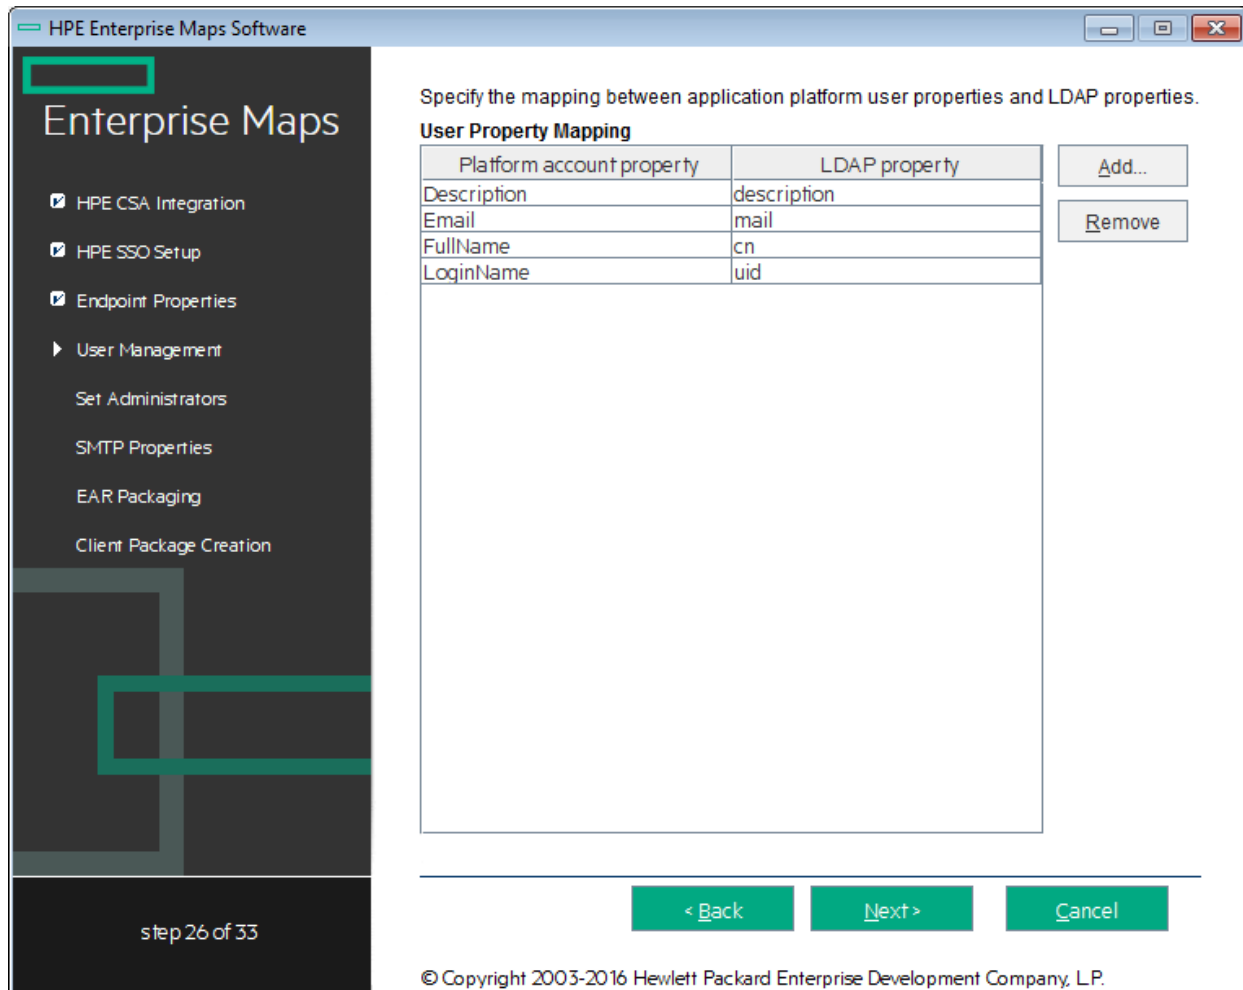 HPE Enterprise Maps Software
Enterprise Maps
HPE CSA Integration
HPE SSO Setup
Endpoint Properties
User Management
Set Administrators
SMTP Properties
EAR Packaging
Client Package Creation
step 26 of 33
Specify the mapping between application platform user properties and LDAP properties.
User Property Mapping
Platform account property LDAP property
Description description
Email mail
FullName cn
LoginName uid
Add...
Remove
< Back Next > Cancel
© Copyright 2003-2016 Hewlett Packard Enterprise Development Company, L.P.